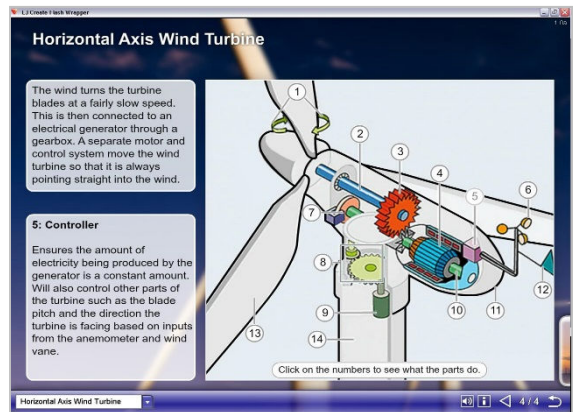 L3 Create Flash Wrapper
Horizontal Axis Wind Turbine
The wind turns the turbine
blades at a fairly slow speed.
This is then connected to an
electrical generator through a
gearbox. A separate motor and
control system move the wind
turbine so that it is always
pointing straight into the wind.
5: Controller
Ensures the amount of
electricity being produced by the
generator is a constant amount.
Will also control other parts of
the turbine such as the blade
pitch and the direction the
turbine is facing based on inputs
from the anemometer and wind
vane.
1
2
3
4
5
6
7
8
9
10
11
12
13
14
Click on the numbers to see what the parts do.
Horizontal Axis Wind Turbine
4 / 4